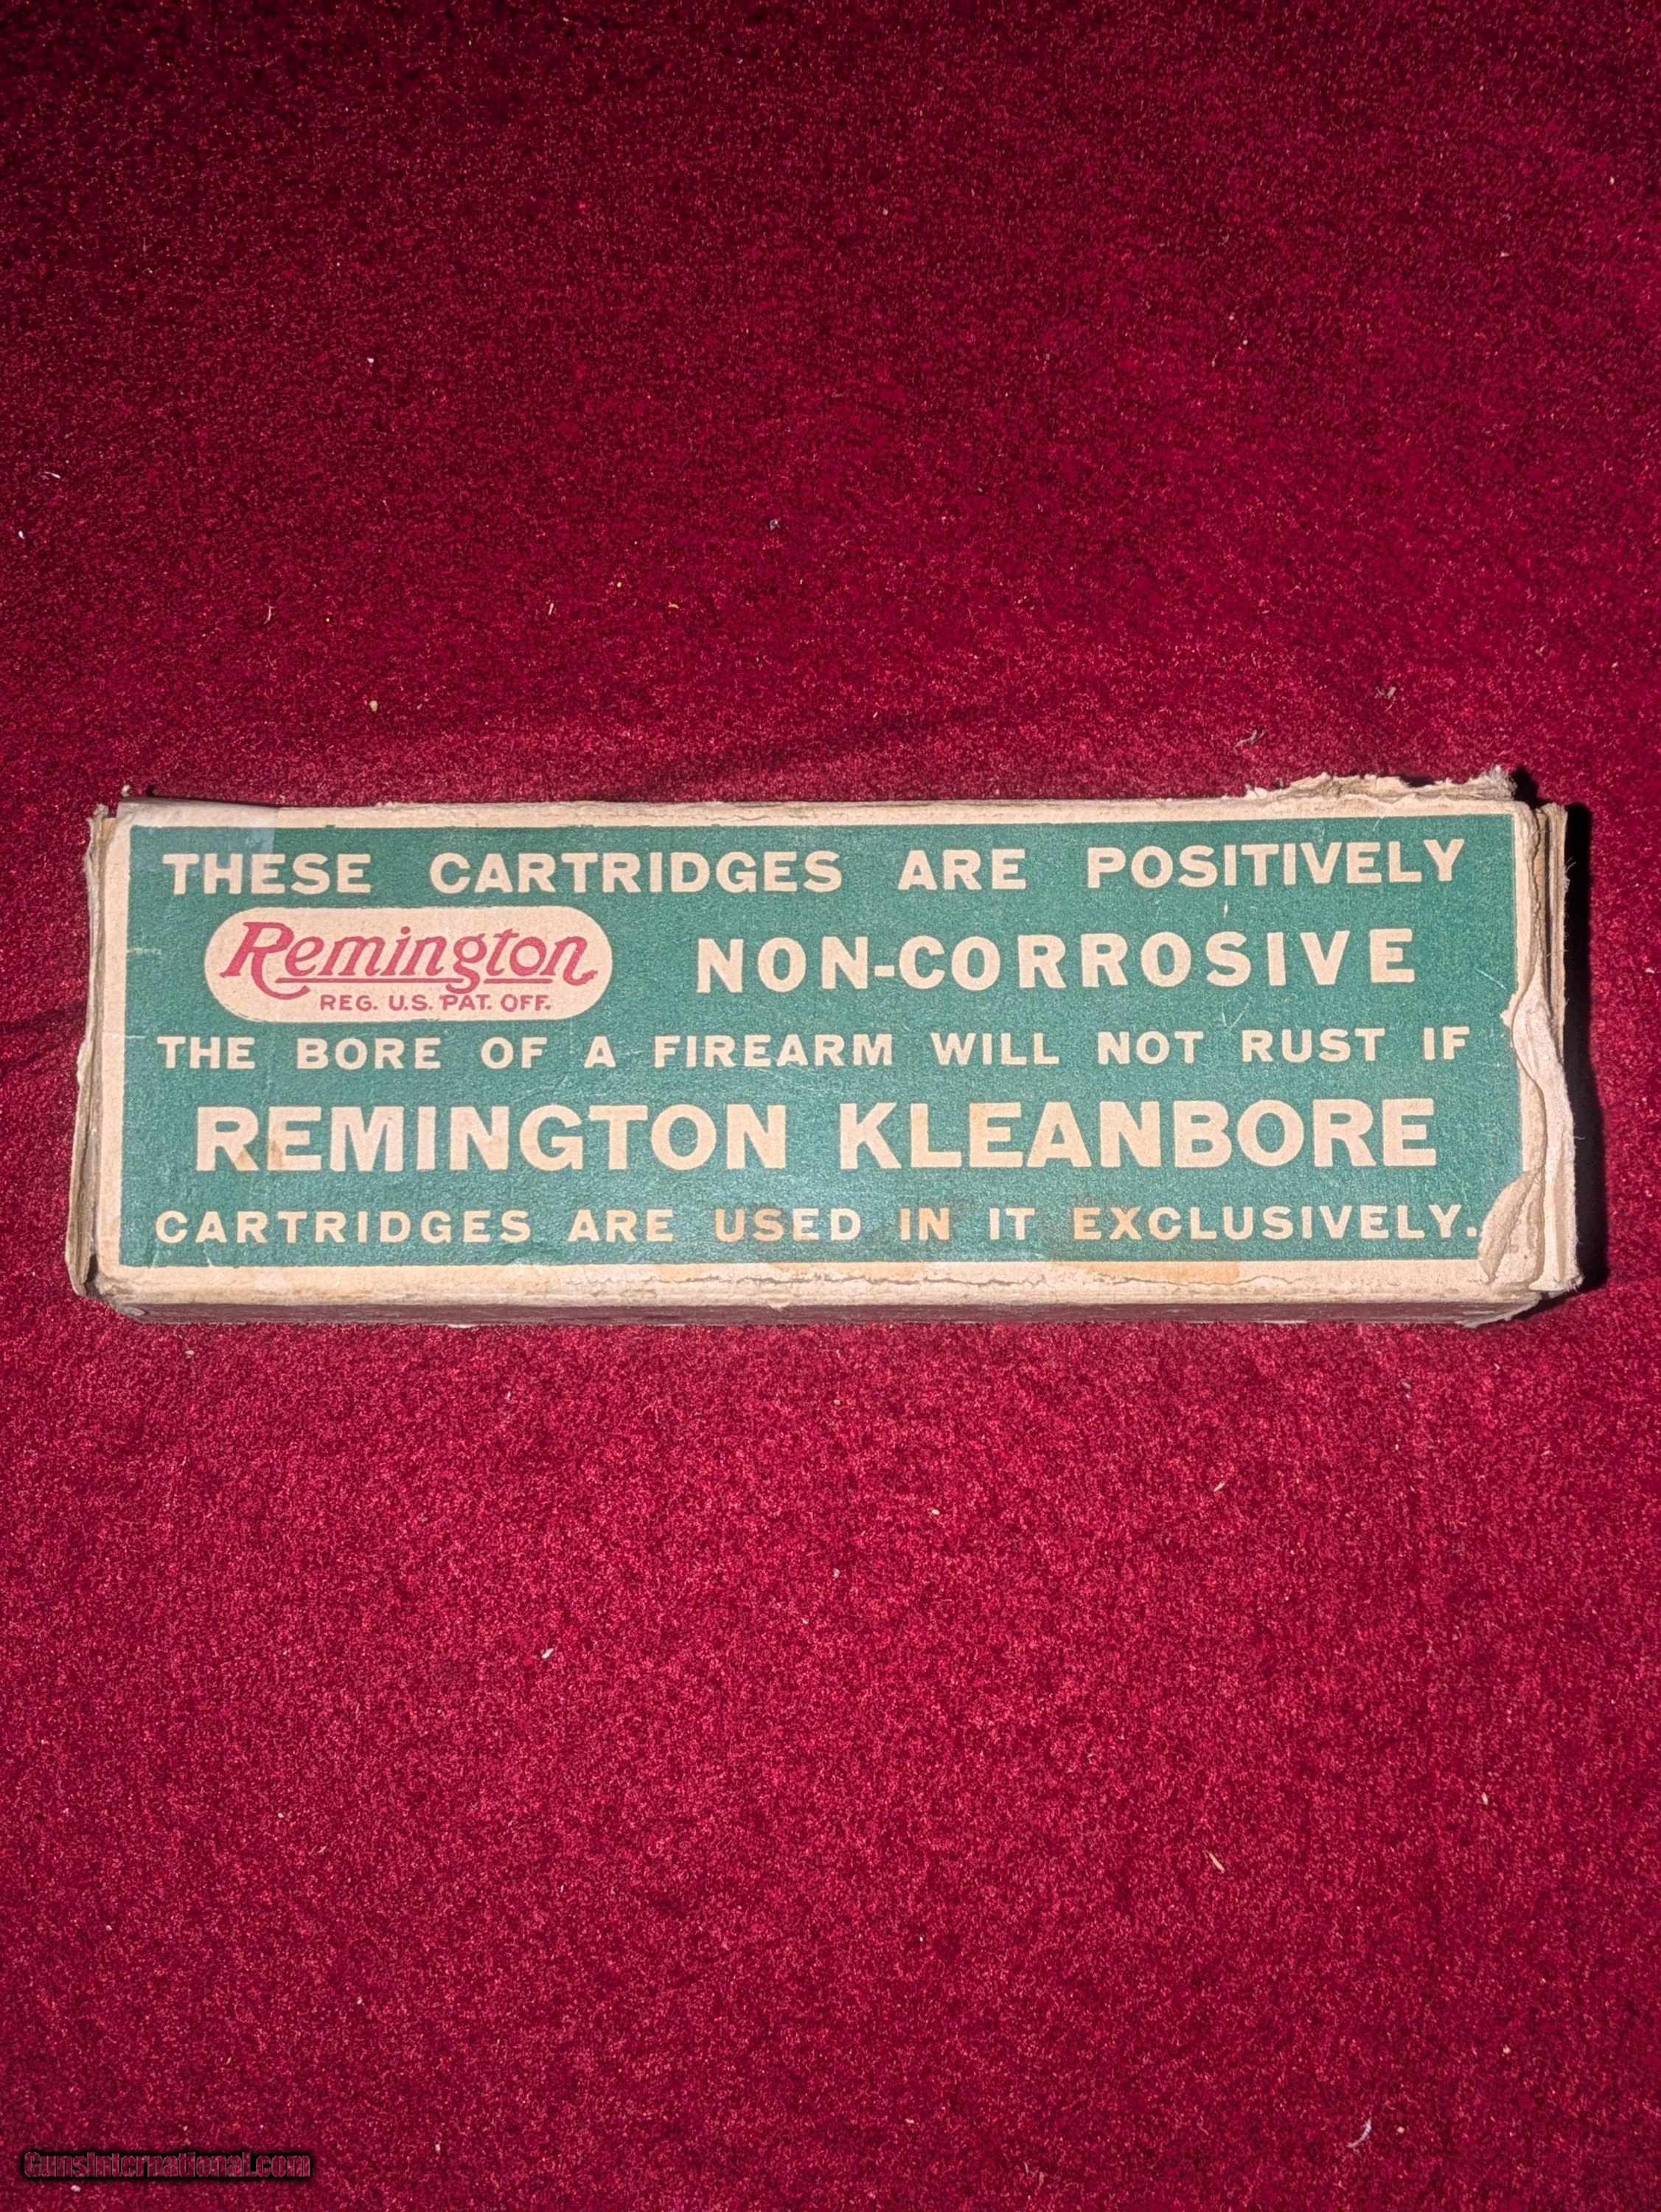 THESE CARTRIDGES ARE POSITIVELY
Remington NON-CORROSIVE
REG. U.S. PAT. OFF.
THE BORE OF A FIREARM WILL NOT RUST IF
REMINGTON KLEANBORE
CARTRIDGES ARE USED IN IT EXCLUSIVELY.
GunsInternational.com